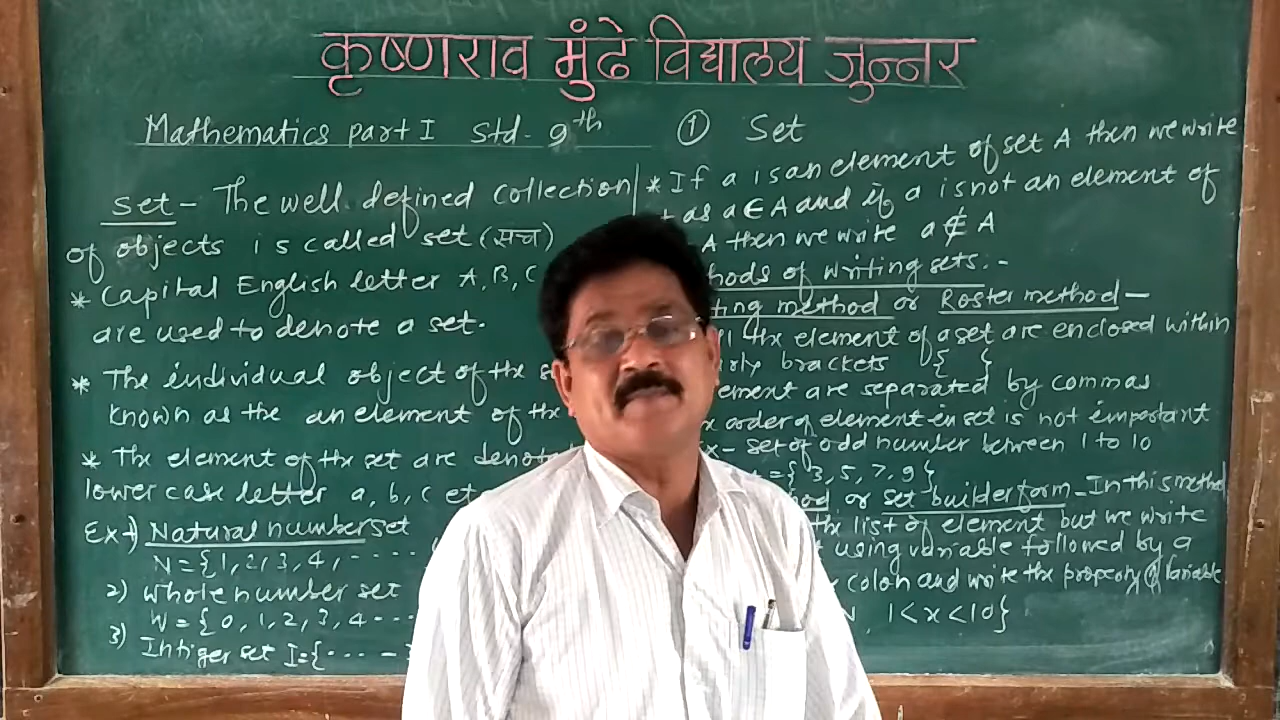 कृष्णराव मुंढे विद्यालय जुन्नर
Mathematics part I Std- 9th
① Set
set - The well defined collection
of objects is called set (संच)
* Capital English letter A, B, C
are used to denote a set.
* The individual object of the s
known as the an element of the
* The element of the set are denot
lower case letter a, b, c et
Ex 1) Natural number set
N = {1, 2, 3, 4, ----
2) whole number set
W = {0, 1, 2, 3, 4 ---
3) Intiger set I = {---- -
* If a is an element of set A then we write
as a ∈ A and if a is not an element of
A then we write a ∉ A
hods of writing sets. -
ting method or Roster method -
the element of a set are enclosed within
rly brackets { }
ement are separated by commas
order of element in set is not important
x - set of odd number between 1 to 10
= { 3, 5, 7, 9 }
od or set builder form - In this method,
the list of element but we write
using variable followed by a
colon and write the property of variable
N, 1 < x < 10}